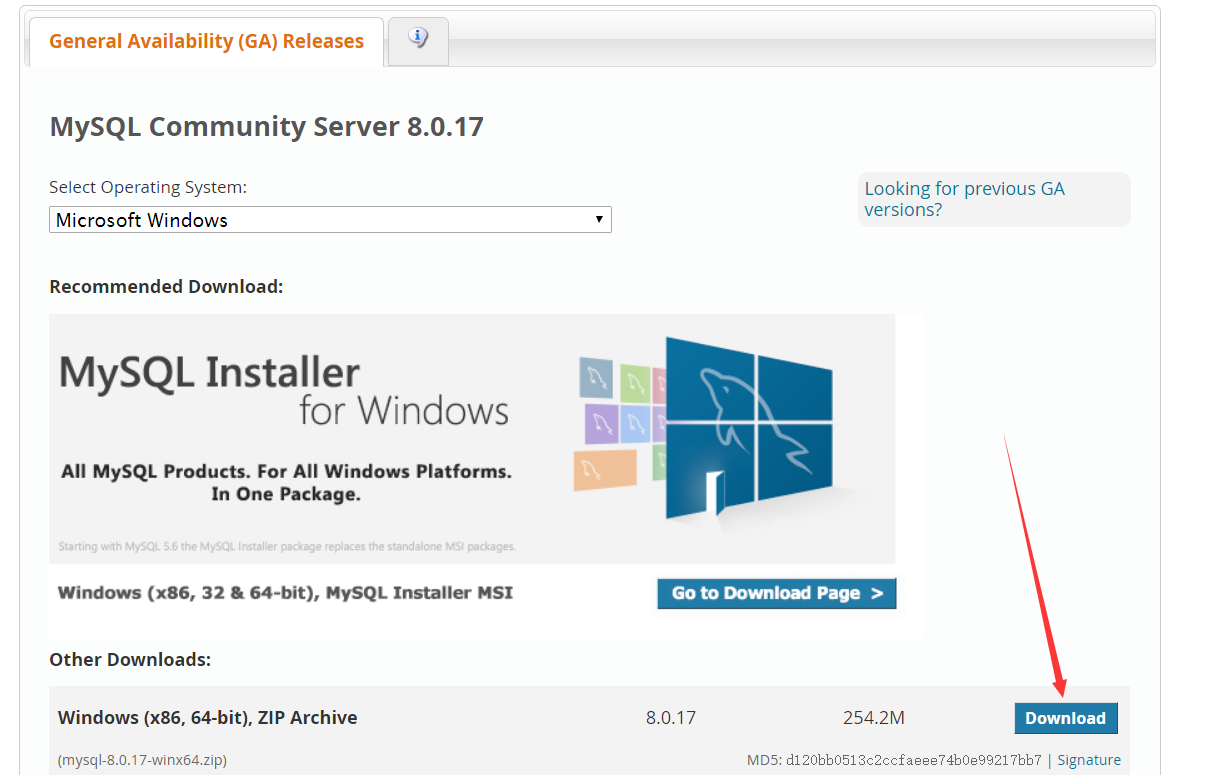 General Availability (GA) Releases
MySQL Community Server 8.0.17
Select Operating System:
Microsoft Windows
Looking for previous GA
versions?
Recommended Download:
MySQL Installer
for Windows
All MySQL Products. For All Windows Platforms.
In One Package.
Starting with MySQL 5.6 the MySQL Installer package replaces the standalone MSI packages.
Windows (x86, 32 & 64-bit), MySQL Installer MSI
Go to Download Page >
Other Downloads:
Windows (x86, 64-bit), ZIP Archive 8.0.17 254.2M Download
(mysql-8.0.17-winx64.zip) MD5: d120bb0513c2ccfaeee74b0e99217bb7 | Signature